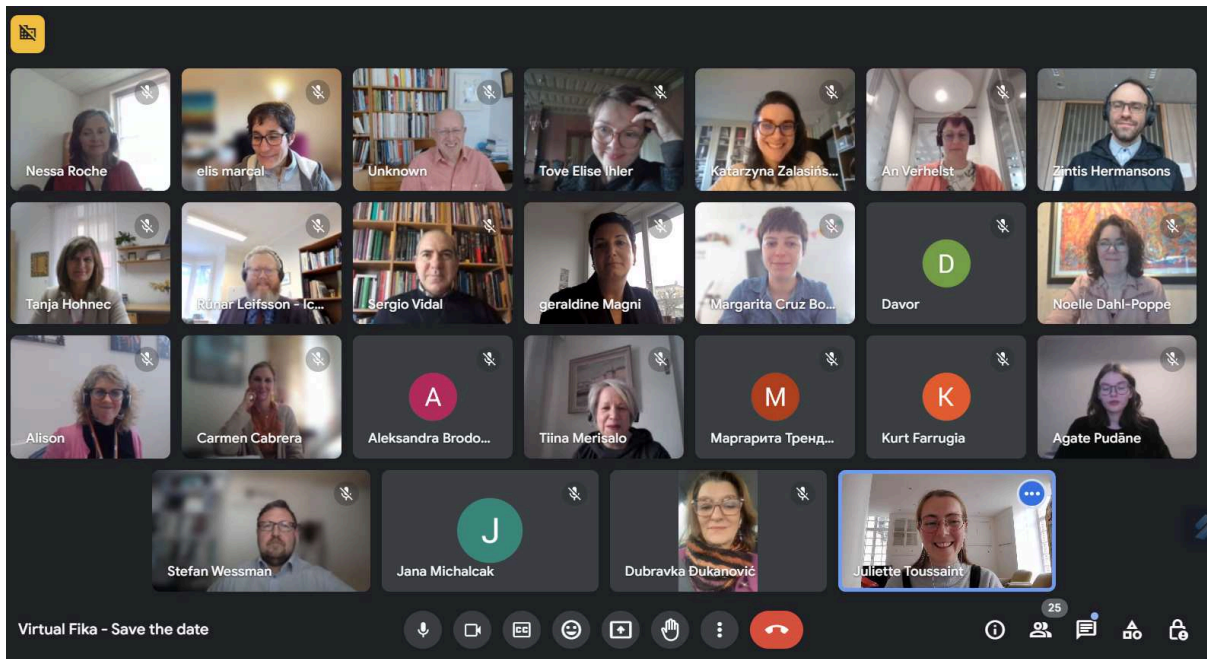 Nessa Roche
elis marçal
Unknown
Tove Elise Ihler
Katarzyna Zalasińs...
An Verhelst
Zintis Hermansons
Tanja Hohnec
Rúnar Leifsson - Ic...
Sergio Vidal
geraldine Magni
Margarita Cruz Bo...
D
Davor
Noelle Dahl-Poppe
Alison
Carmen Cabrera
A
Aleksandra Brodo...
Tiina Merisalo
M
Маргарита Тренд...
K
Kurt Farrugia
Agate Pudāne
Stefan Wessman
J
Jana Michalcak
Dubravka Đukanović
Juliette Toussaint
Virtual Fika - Save the date
CC
25